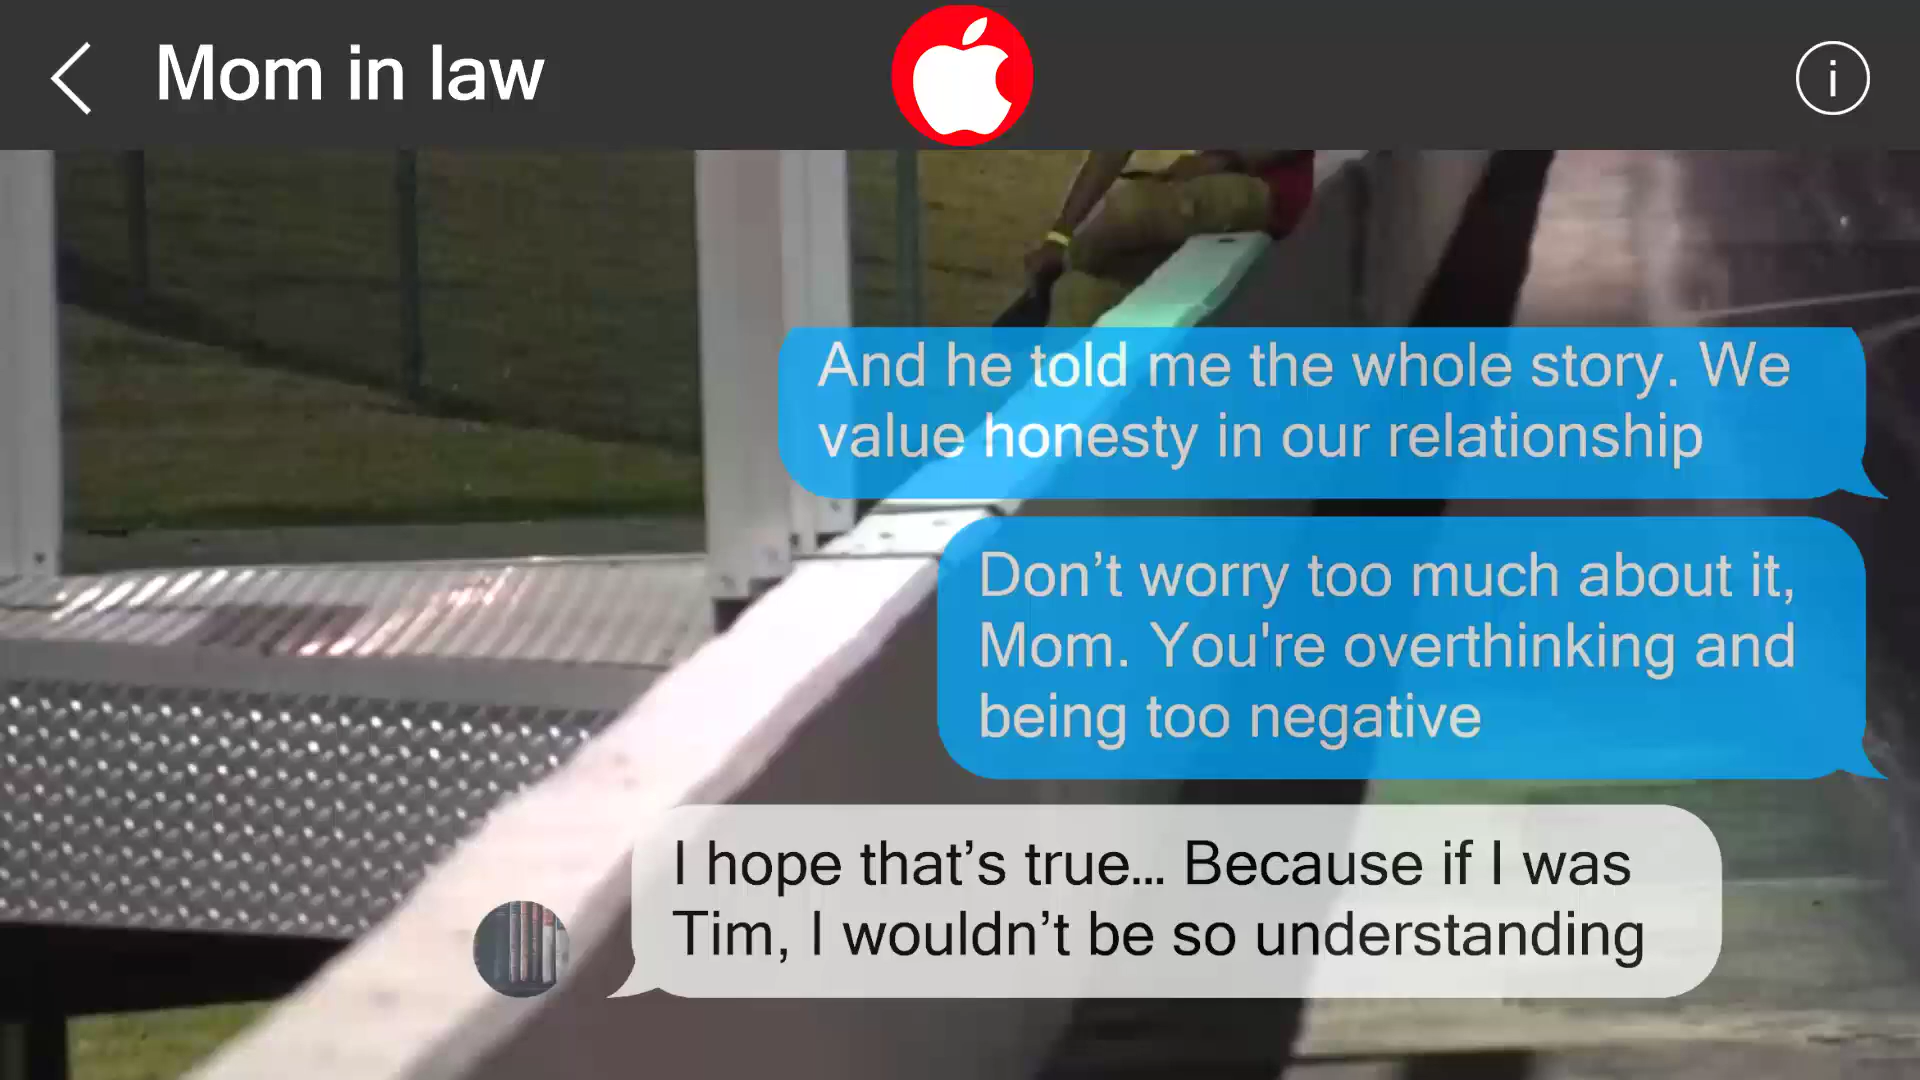 Mom in law
i
And he told me the whole story. We
value honesty in our relationship
Don’t worry too much about it,
Mom. You're overthinking and
being too negative
I hope that’s true... Because if I was
Tim, I wouldn’t be so understanding